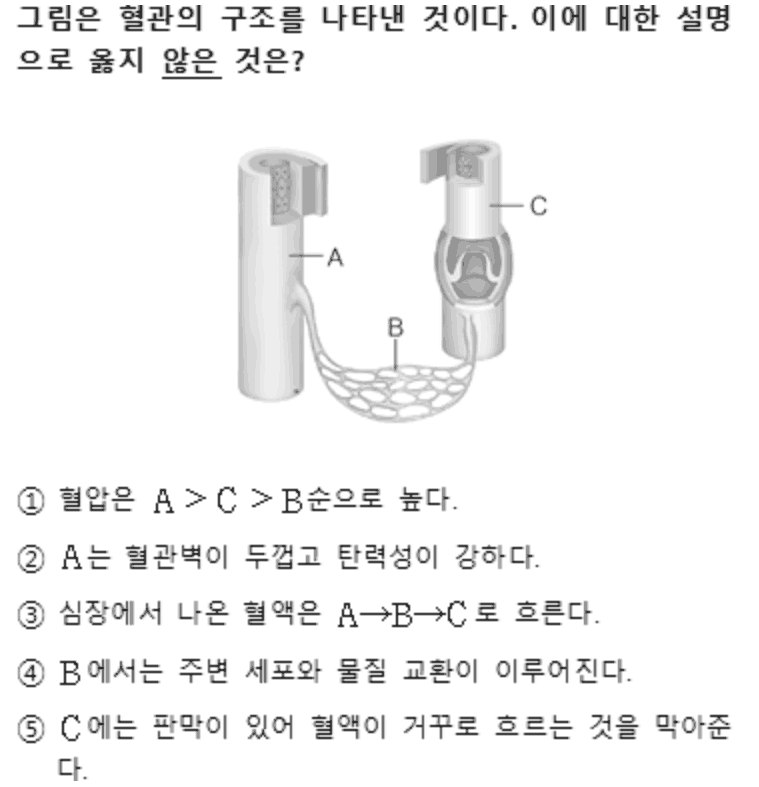 그림은 혈관의 구조를 나타낸 것이다. 이에 대한 설명
으로 옳지 않은 것은?
C
A
B
① 혈압은 A > C > B순으로 높다.
② A는 혈관벽이 두껍고 탄력성이 강하다.
③ 심장에서 나온 혈액은 A→B→C로 흐른다.
④ B에서는 주변 세포와 물질 교환이 이루어진다.
⑤ C에는 판막이 있어 혈액이 거꾸로 흐르는 것을 막아준
다.